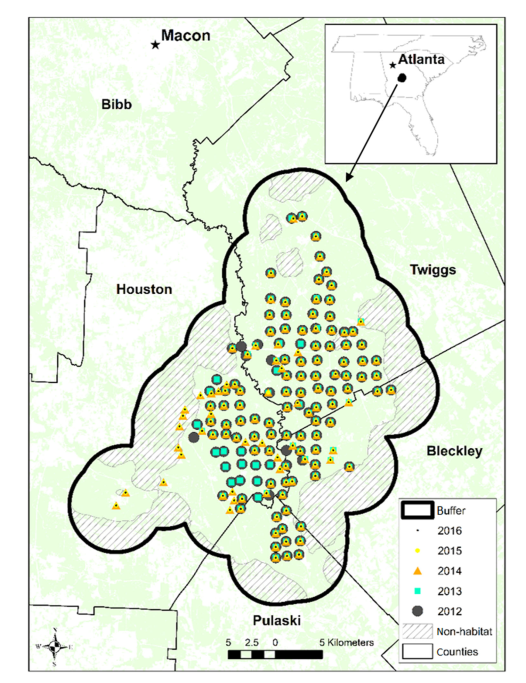 Macon
Atlanta
Bibb
Twiggs
Houston
Bleckley
Buffer
2016
2015
2014
2013
2012
Non-habitat
Counties
Pulaski
N
W E
S
5 2.5 0 5 Kilometers